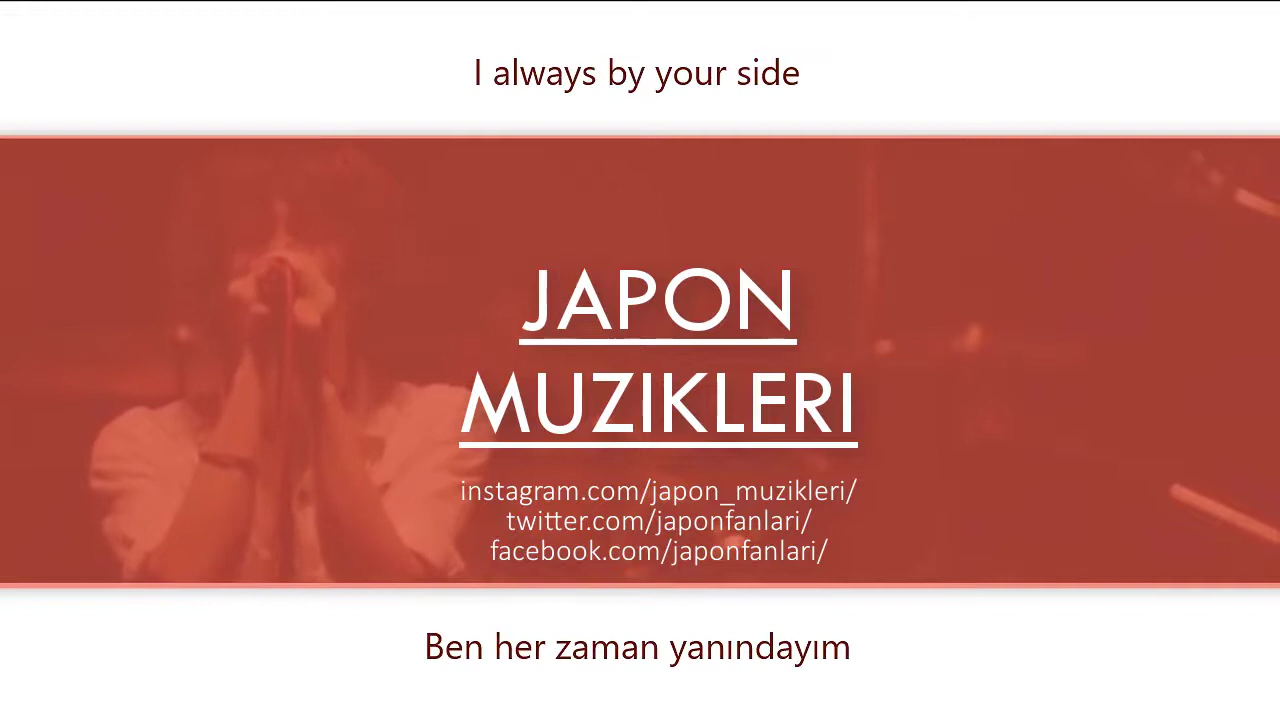 I always by your side
JAPON
MUZIKLERI
instagram.com/japon_muzikleri/
twitter.com/japonfanlari/
facebook.com/japonfanlari/
Ben her zaman yanındayım